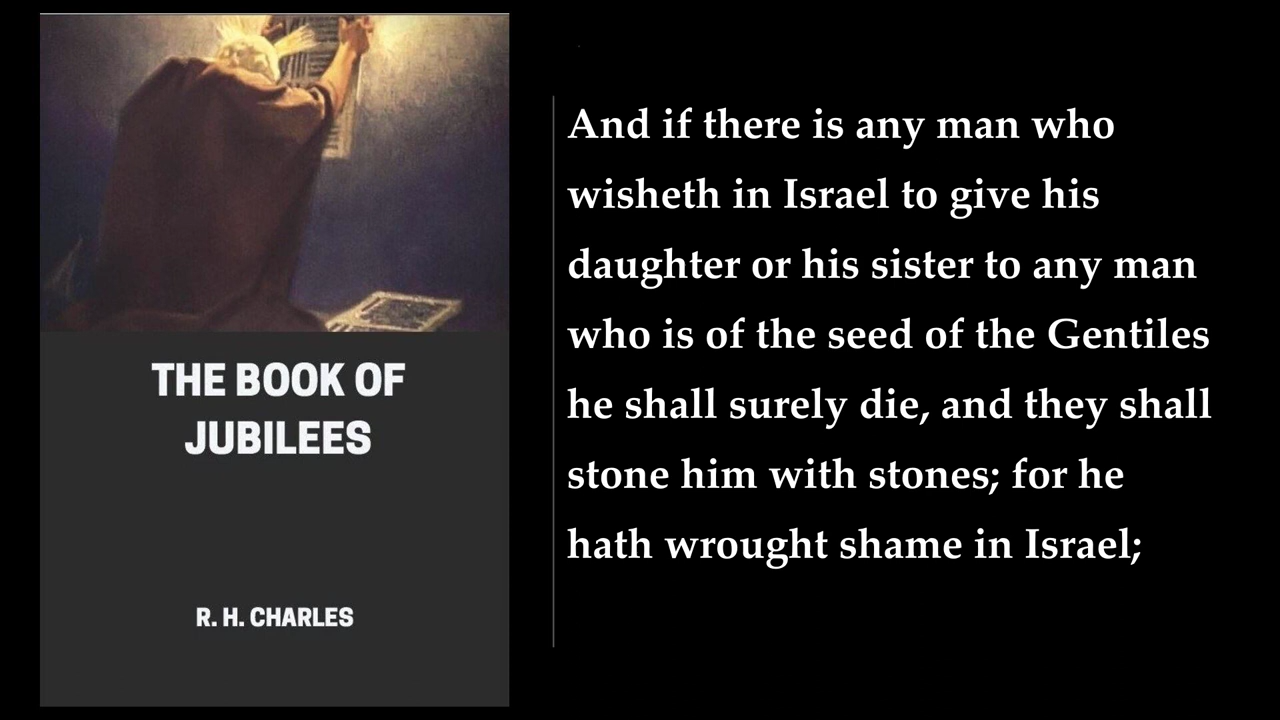 THE BOOK OF
JUBILEES
R. H. CHARLES
And if there is any man who
wisheth in Israel to give his
daughter or his sister to any man
who is of the seed of the Gentiles
he shall surely die, and they shall
stone him with stones; for he
hath wrought shame in Israel;